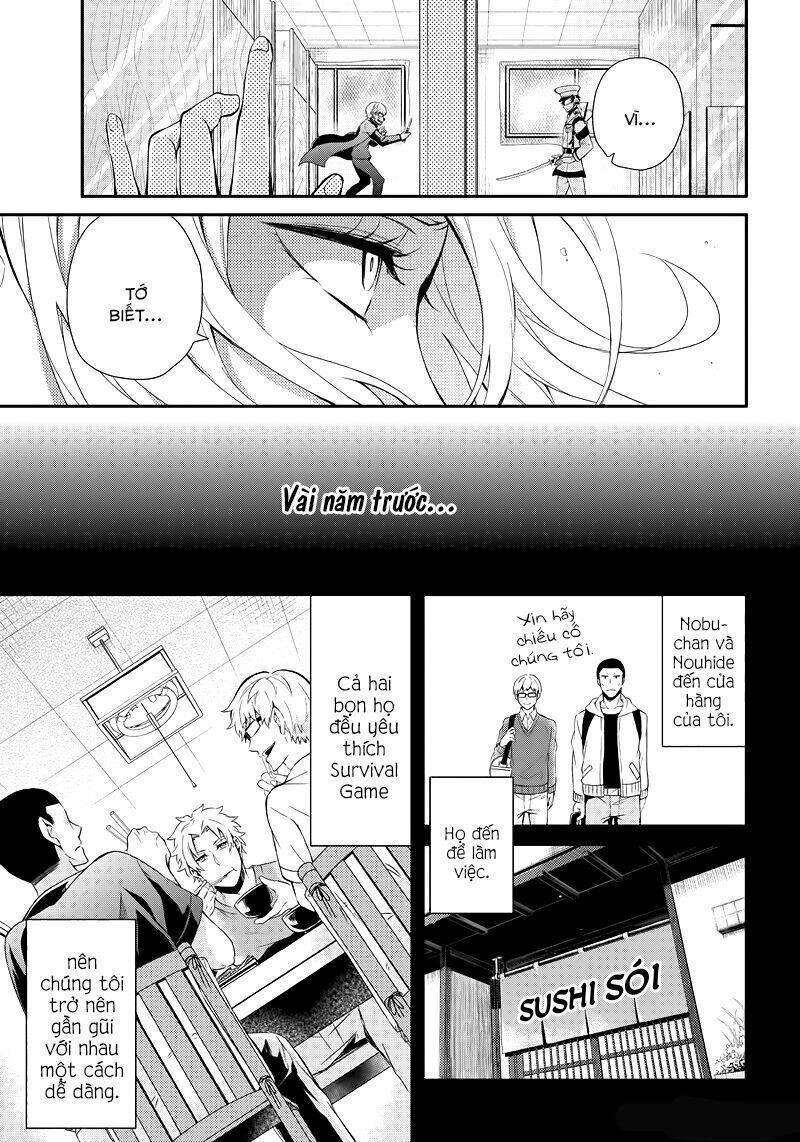 VÌ...
TỚ
BIẾT...
Vài năm trước...
Nobu-
chan và
Nouhide
đến cửa
hàng
của tôi.
Xin hãy
chiếu cố
chúng tôi.
Họ đến
để làm
việc.
SUSHI SÓI
Cả hai
bọn họ
đều yêu
thích
Survival
Game
nên
chúng tôi
trở nên
gần gũi
với nhau
một cách
dễ dàng.